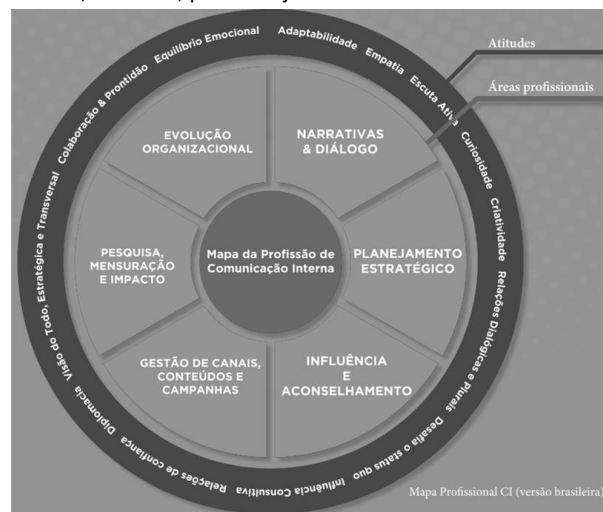 Atitudes
Áreas profissionais
Adaptabilidade Empatia Escuta Ativa Curiosidade Criatividade Relações Dialógicas e Plurais Desafia o status quo Influência Consultiva Relações de confiança Diplomacia Visão do Todo, Estratégica e Transversal Colaboração & Prontidão Equilíbrio Emocional
EVOLUÇÃO
ORGANIZACIONAL
NARRATIVAS
& DIÁLOGO
PESQUISA,
MENSURAÇÃO
E IMPACTO
Mapa da Profissão de
Comunicação Interna
PLANEJAMENTO
ESTRATÉGICO
GESTÃO DE CANAIS,
CONTEÚDOS E
CAMPANHAS
INFLUÊNCIA
E
ACONSELHAMENTO
Mapa Profissional CI (versão brasileira)